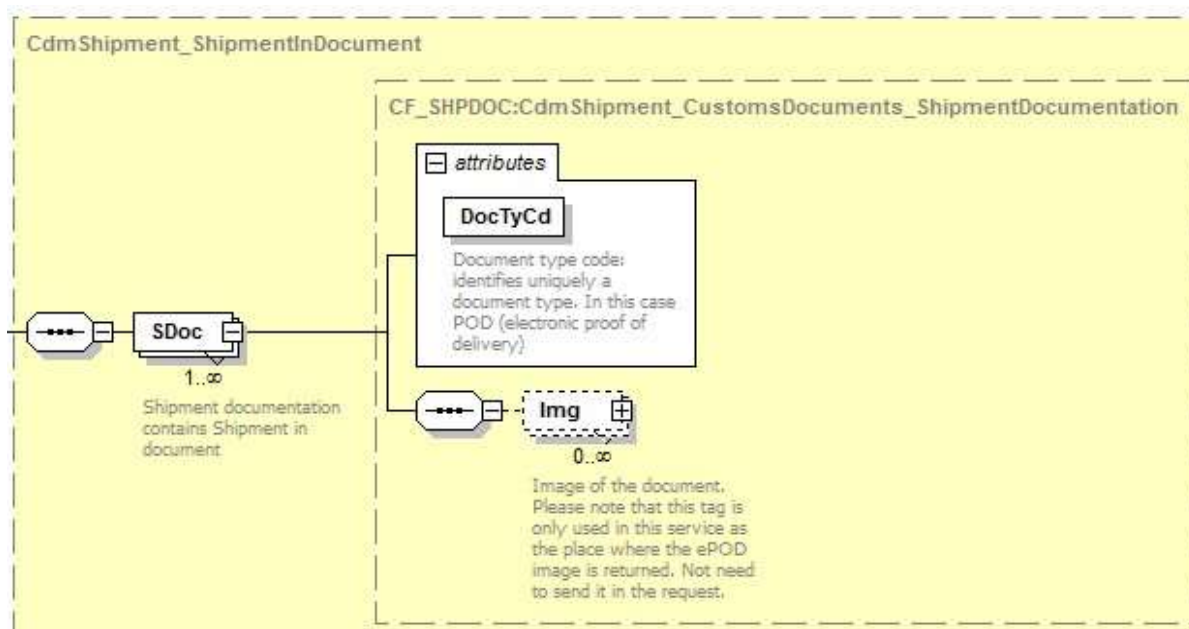 CdmShipment_ShipmentInDocument
CF_SHPDOC:CdmShipment_CustomsDocuments_ShipmentDocumentation
attributes
DocTyCd
Document type code:
identifies uniquely a
document type. In this case
POD (electronic proof of
delivery)
SDoc
1..∞
Shipment documentation
contains Shipment in
document
Img
0..∞
Image of the document.
Please note that this tag is
only used in this service as
the place where the ePOD
image is returned. Not need
to send it in the request.